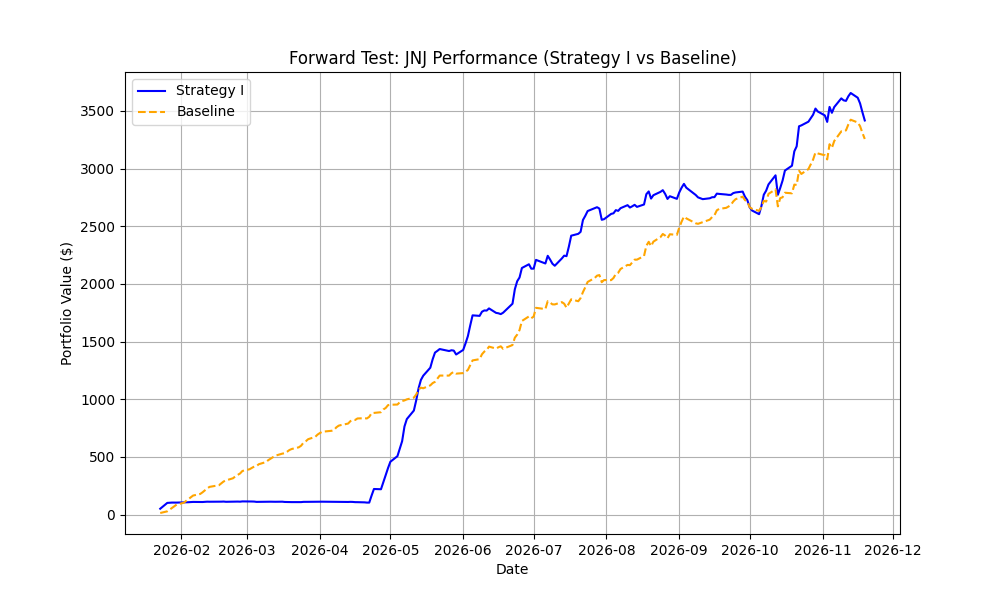 Forward Test: JNJ Performance (Strategy I vs Baseline)
Strategy I
Baseline
Portfolio Value ($)
3500
3000
2500
2000
1500
1000
500
0
2026-02 2026-03 2026-04 2026-05 2026-06 2026-07 2026-08 2026-09 2026-10 2026-11 2026-12
Date